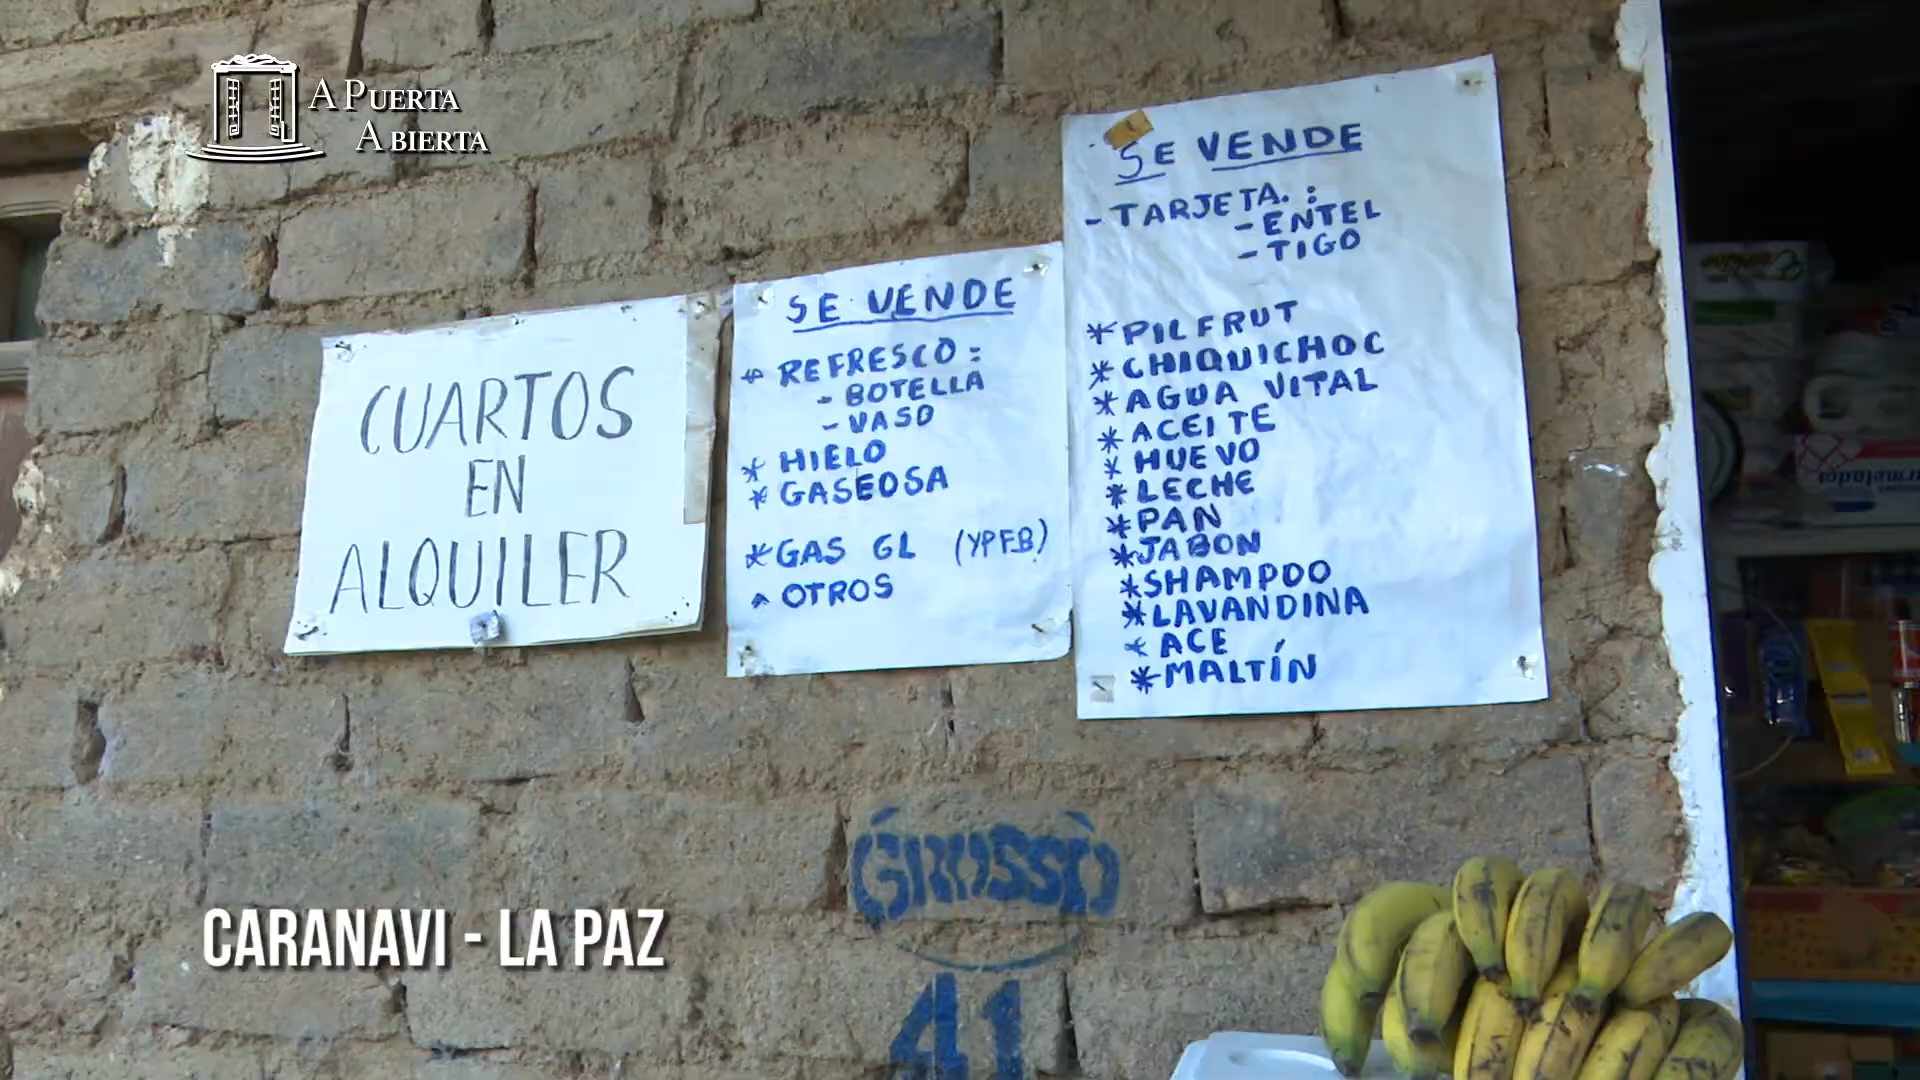 A PUERTA
ABIERTA
CUARTOS
EN
ALQUILER
SE VENDE
REFRESCO:
- BOTELLA
- VASO
* HIELO
* GASEOSA
* GAS GL (YPFB)
OTROS
SE VENDE
- TARJETA. :
- ENTEL
- TIGO
* PILFRUT
* CHIQUICHOC
* AGUA VITAL
* ACEITE
* HUEVO
* LECHE
* PAN
* JABON
* SHAMPOO
* LAVANDINA
* ACE
* MALTÍN
GROSSO
41
CARANAVI - LA PAZ